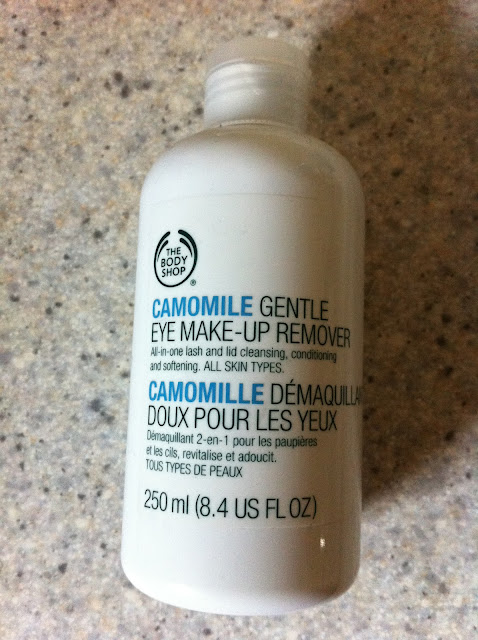 THE
BODY
SHOP
®
CAMOMILE GENTLE
EYE MAKE-UP REMOVER
All-in-one lash and lid cleansing, conditioning
and softening. ALL SKIN TYPES.
CAMOMILLE DÉMAQUILLA
DOUX POUR LES YEUX
Démaquillant 2-en-1 pour les paupières
et les cils, revitalise et adoucit.
TOUS TYPES DE PEAUX
250 ml (8.4 US FL OZ)